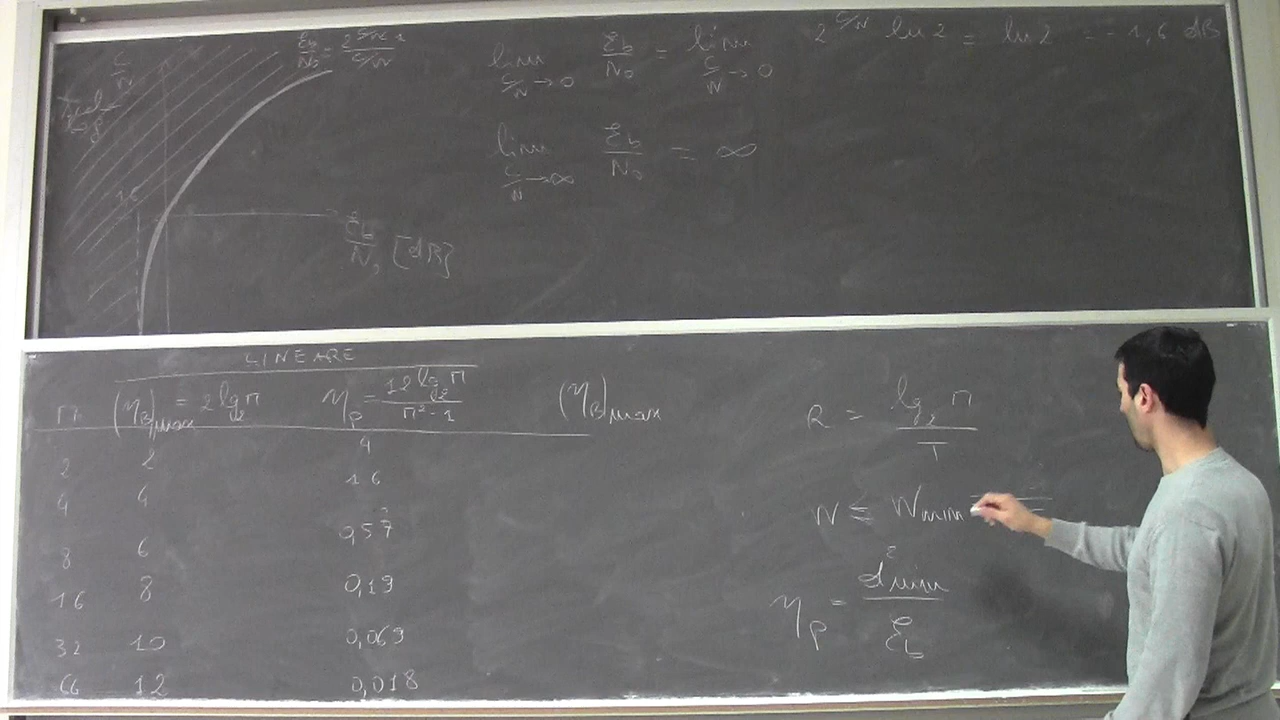 C/N
ℰb/N0 = 2^C/N - 1 / C/N
lim C/N→0 ℰb/N0 = lim C/N→0 2^C/N ln 2 = ln 2 = -1,6 dB
lim C/N→∞ ℰb/N0 = ∞
-1,6
ℰb/N0 [dB]
LINEARE
M (ηB)max = 2 lg2 M ηp = 12 lg2 M / M²-1 (ηB)max
2 2 4
4 4 1 6
8 6 0,57
16 8 0,19
32 10 0,069
64 12 0,018
R = lg2 M / T
W ≥ Wmin =
ηp = d²min / ℰb